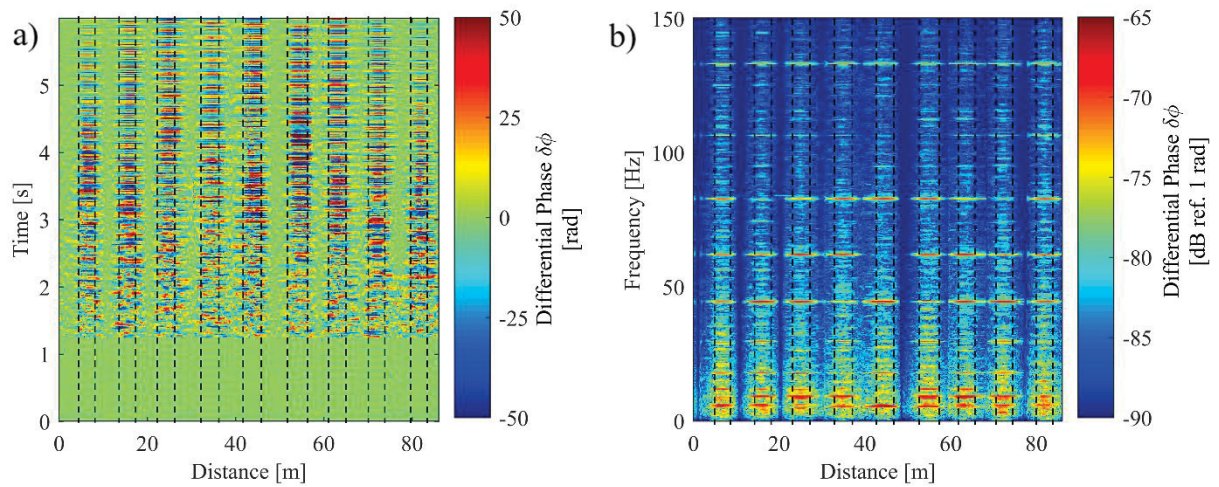 a)
5
4
3
2
1
0
Time [s]
0 20 40 60 80
Distance [m]
50
25
0
-25
-50
Differential Phase δϕ
[rad]
b)
150
100
50
0
Frequency [Hz]
0 20 40 60 80
Distance [m]
-65
-70
-75
-80
-85
-90
Differential Phase δϕ
[dB ref. 1 rad]